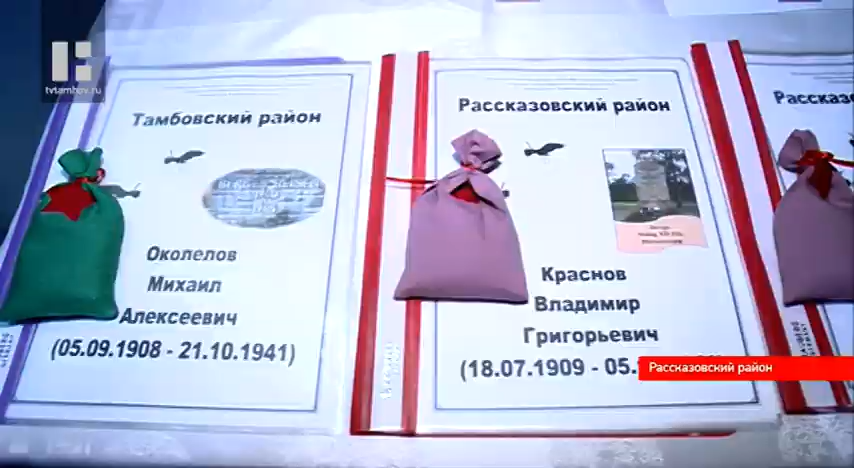 tvtambov.ru
Тамбовский район
Околелов
Михаил
Алексеевич
(05.09.1908 - 21.10.1941)
Рассказовский район
Краснов
Владимир
Григорьевич
(18.07.1909 - 05.
Рассказовский район